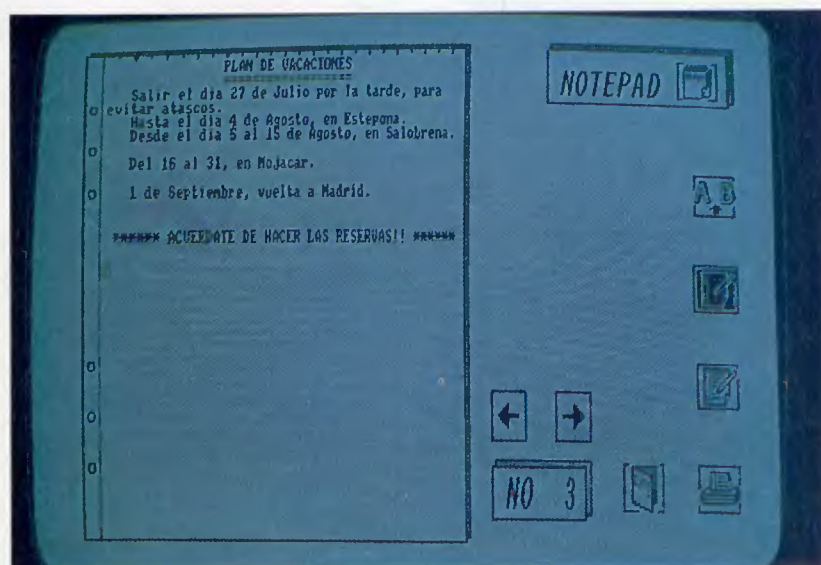 PLAN DE VACACIONES
Salir el dia 27 de Julio por la tarde, para
evitar atascos.
Hasta el dia 4 de Agosto, en Estepona.
Desde el dia 5 al 15 de Agosto, en Salobrena.
Del 16 al 31, en Mojacar.
1 de Septiembre, vuelta a Madrid.
****** ACUERDATE DE HACER LAS RESERVAS!! ******
NOTEPAD
A B
NO 3